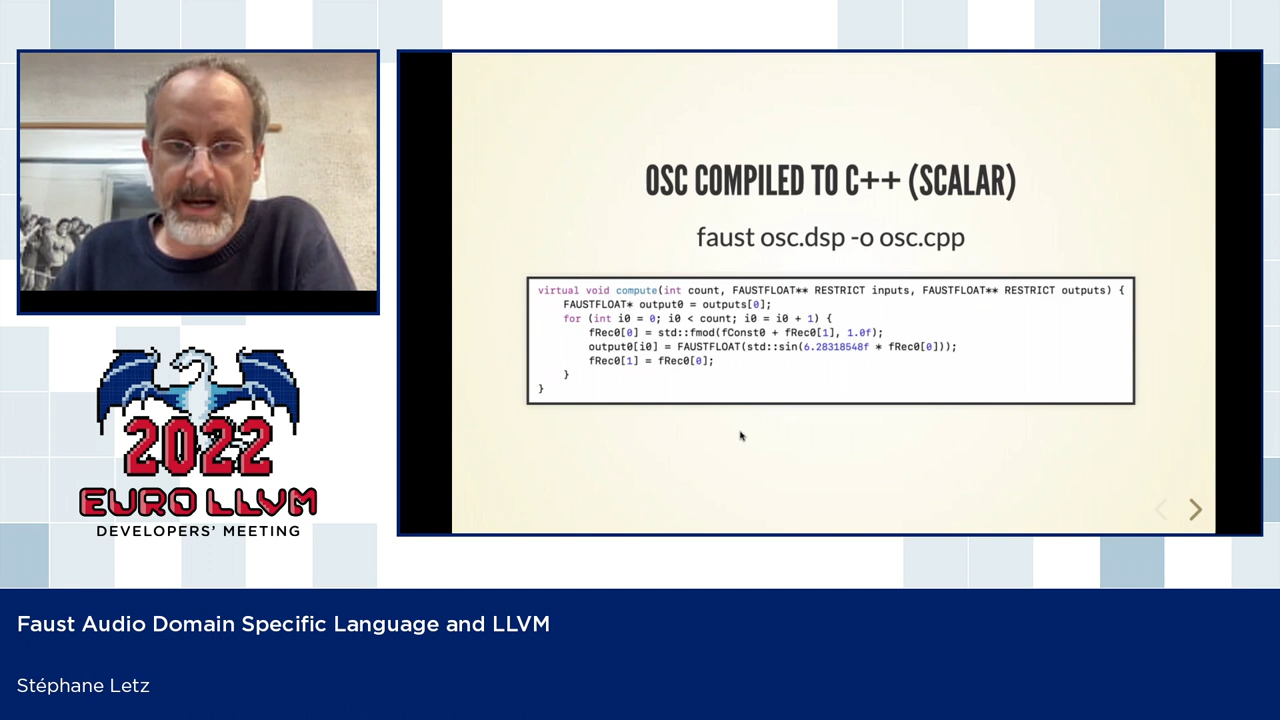 OSC COMPILED TO C++ (SCALAR)
faust osc.dsp -o osc.cpp
virtual void compute(int count, FAUSTFLOAT** RESTRICT inputs, FAUSTFLOAT** RESTRICT outputs) {
    FAUSTFLOAT* output0 = outputs[0];
    for (int i0 = 0; i0 < count; i0 = i0 + 1) {
        fRec0[0] = std::fmod(fConst0 + fRec0[1], 1.0f);
        output0[i0] = FAUSTFLOAT(std::sin(6.28318548f * fRec0[0]));
        fRec0[1] = fRec0[0];
    }
}
2022
EURO LLVM
DEVELOPERS' MEETING
Faust Audio Domain Specific Language and LLVM
Stéphane Letz